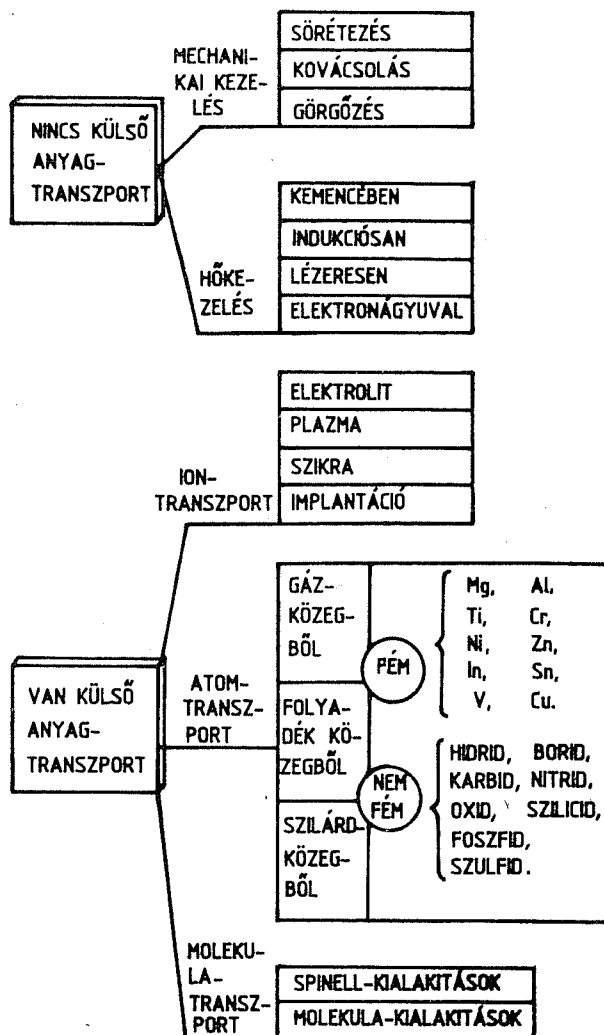 MECHANI-
KAI KEZE-
LÉS
SÖRÉTEZÉS
KOVÁCSOLÁS
GÖRGŐZÉS
NINCS KÜLSŐ
ANYAG-
TRANSZPORT
HŐKE-
ZELÉS
KEMENCÉBEN
INDUKCIÓSAN
LÉZERESEN
ELEKTRONÁGYUVAL
ION-
TRANSZPORT
ELEKTROLIT
PLAZMA
SZIKRA
IMPLANTÁCIÓ
VAN KÜLSŐ
ANYAG-
TRANSZPORT
ATOM-
TRANSZ-
PORT
GÁZ-
KÖZEG-
BŐL
FOLYA-
DÉK KÖ-
ZEGBŐL
SZILÁRD-
KÖZEG-
BŐL
FÉM
Mg, Al,
Ti, Cr,
Ni, Zn,
In, Sn,
V, Cu.
NEM
FÉM
HIDRID, BORID,
KARBID, NITRID,
OXID, SZILICID,
FOSZFID,
SZULFID.
MOLEKU-
LA-
TRANSZ-
PORT
SPINELL-KIALAKITÁSOK
MOLEKULA-KIALAKITÁSOK